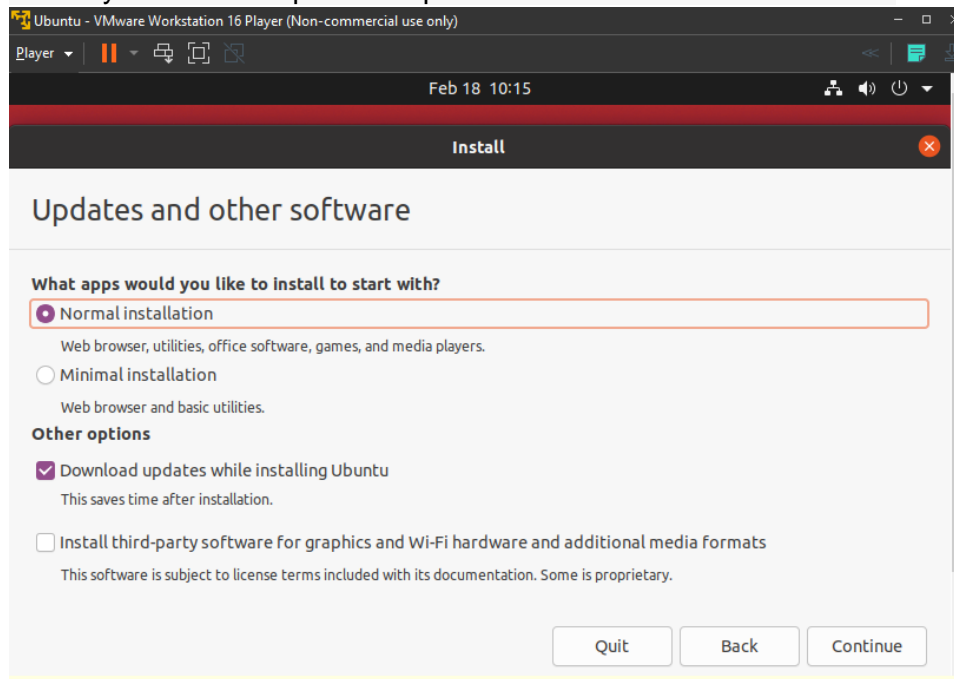 Ubuntu - VMware Workstation 16 Player (Non-commercial use only)
Player
Feb 18 10:15
Install
Updates and other software
What apps would you like to install to start with?
Normal installation
Web browser, utilities, office software, games, and media players.
Minimal installation
Web browser and basic utilities.
Other options
Download updates while installing Ubuntu
This saves time after installation.
Install third-party software for graphics and Wi-Fi hardware and additional media formats
This software is subject to license terms included with its documentation. Some is proprietary.
Quit Back Continue